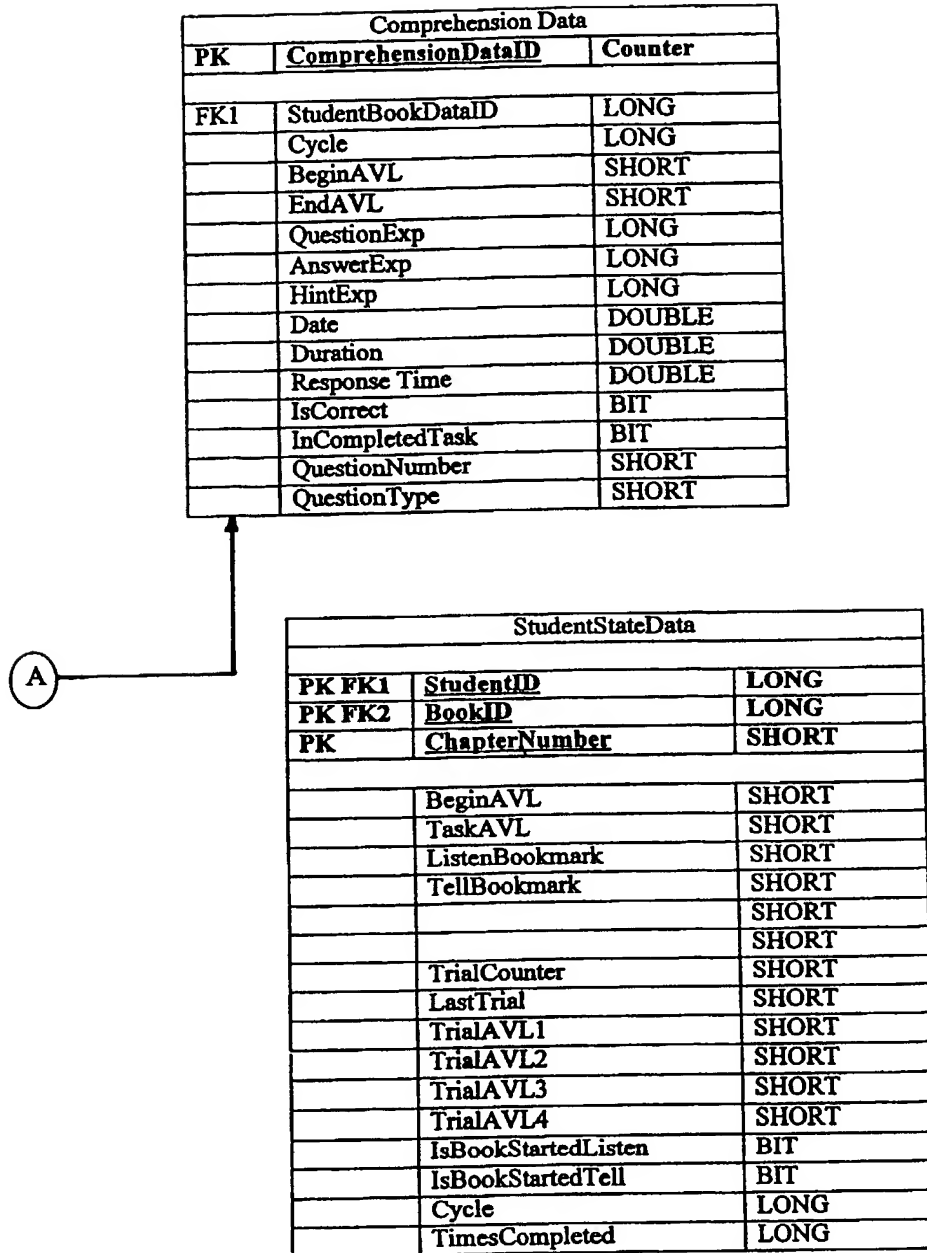 Comprehension Data
PK ComprehensionDataID Counter
FK1 StudentBookDataID LONG
Cycle LONG
BeginAVL SHORT
EndAVL SHORT
QuestionExp LONG
AnswerExp LONG
HintExp LONG
Date DOUBLE
Duration DOUBLE
Response Time DOUBLE
IsCorrect BIT
InCompletedTask BIT
QuestionNumber SHORT
QuestionType SHORT
A
StudentStateData
PK FK1 StudentID LONG
PK FK2 BookID LONG
PK ChapterNumber SHORT
BeginAVL SHORT
TaskAVL SHORT
ListenBookmark SHORT
TellBookmark SHORT
SHORT
SHORT
TrialCounter SHORT
LastTrial SHORT
TrialAVL1 SHORT
TrialAVL2 SHORT
TrialAVL3 SHORT
TrialAVL4 SHORT
IsBookStartedListen BIT
IsBookStartedTell BIT
Cycle LONG
TimesCompleted LONG